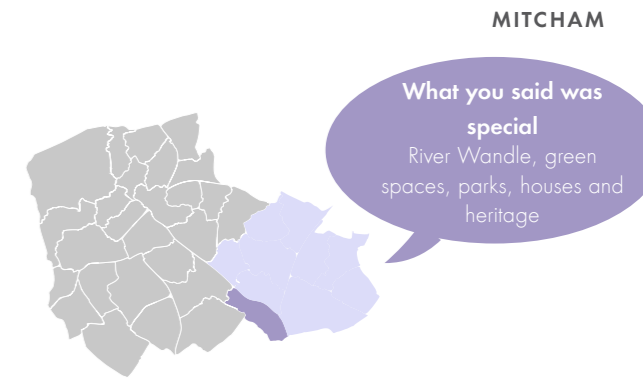 MITCHAM
What you said was
special
River Wandle, green
spaces, parks, houses and
heritage